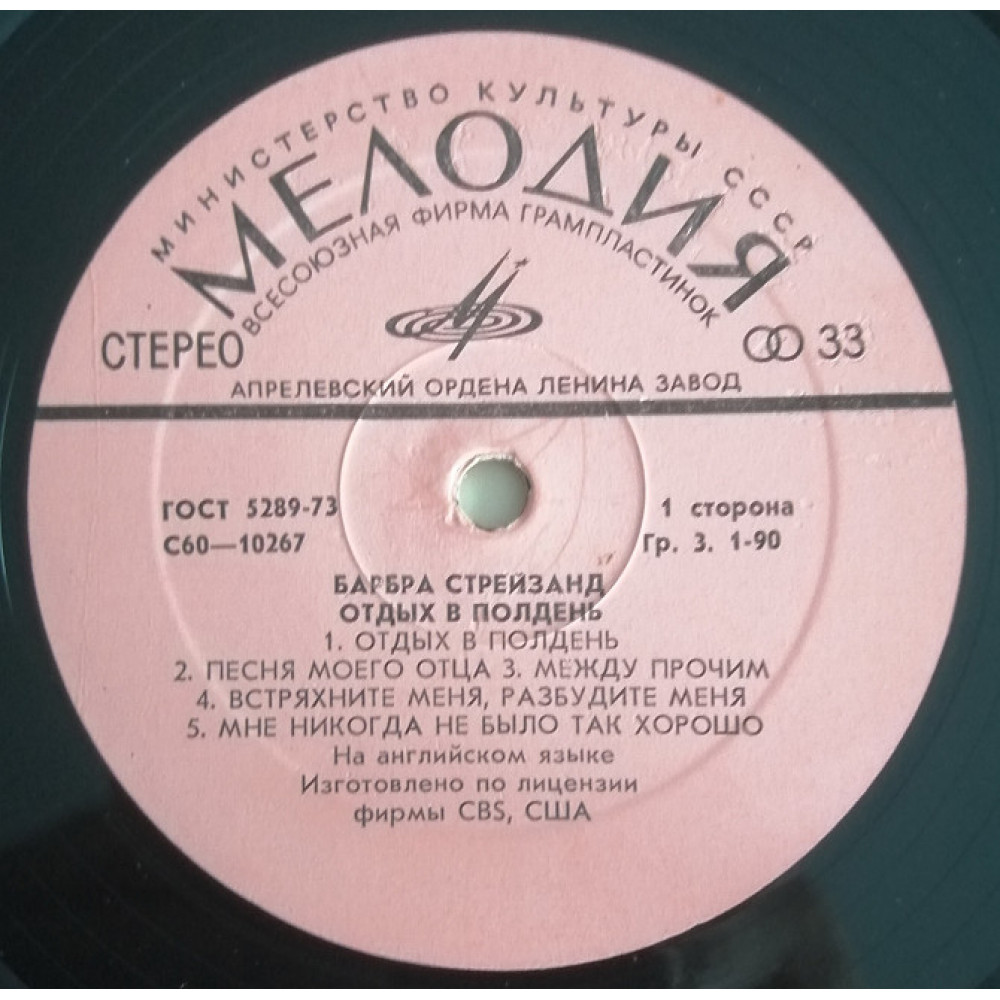 МИНИСТЕРСТВО КУЛЬТУРЫ СССР
МЕЛОДИЯ
ВСЕСОЮЗНАЯ ФИРМА ГРАМПЛАСТИНОК
СТЕРЕО
33
АПРЕЛЕВСКИЙ ОРДЕНА ЛЕНИНА ЗАВОД
ГОСТ 5289-73
1 сторона
С60—10267
Гр. 3. 1-90
БАРБРА СТРЕЙЗАНД
ОТДЫХ В ПОЛДЕНЬ
1. ОТДЫХ В ПОЛДЕНЬ
2. ПЕСНЯ МОЕГО ОТЦА 3. МЕЖДУ ПРОЧИМ
4. ВСТРЯХНИТЕ МЕНЯ, РАЗБУДИТЕ МЕНЯ
5. МНЕ НИКОГДА НЕ БЫЛО ТАК ХОРОШО
На английском языке
Изготовлено по лицензии
фирмы CBS, США